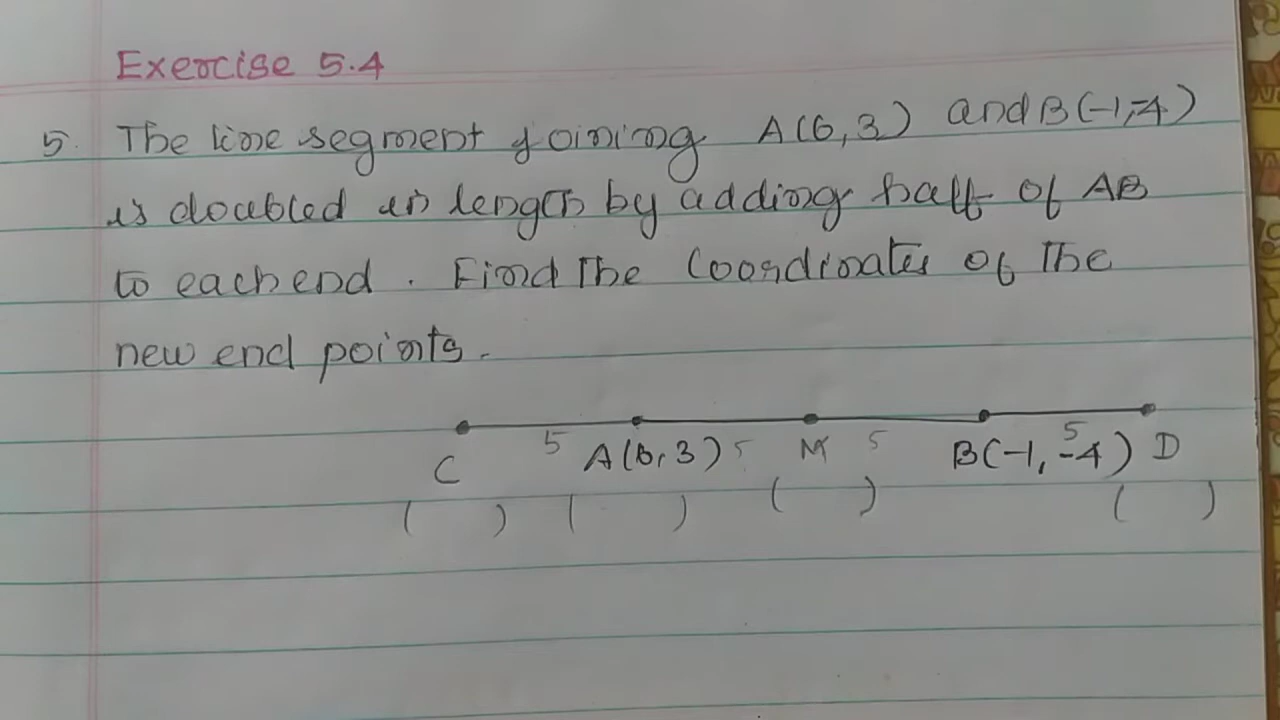 Exercise 5.4
5. The line segment joining A(6,3) and B(-1,-4)
is doubled in length by adding half of AB
to each end. Find the Coordinates of the
new end points.
5 A(6,3) 5 M 5 B(-1,-4) 5 D
C
( ) ( ) ( ) ( )